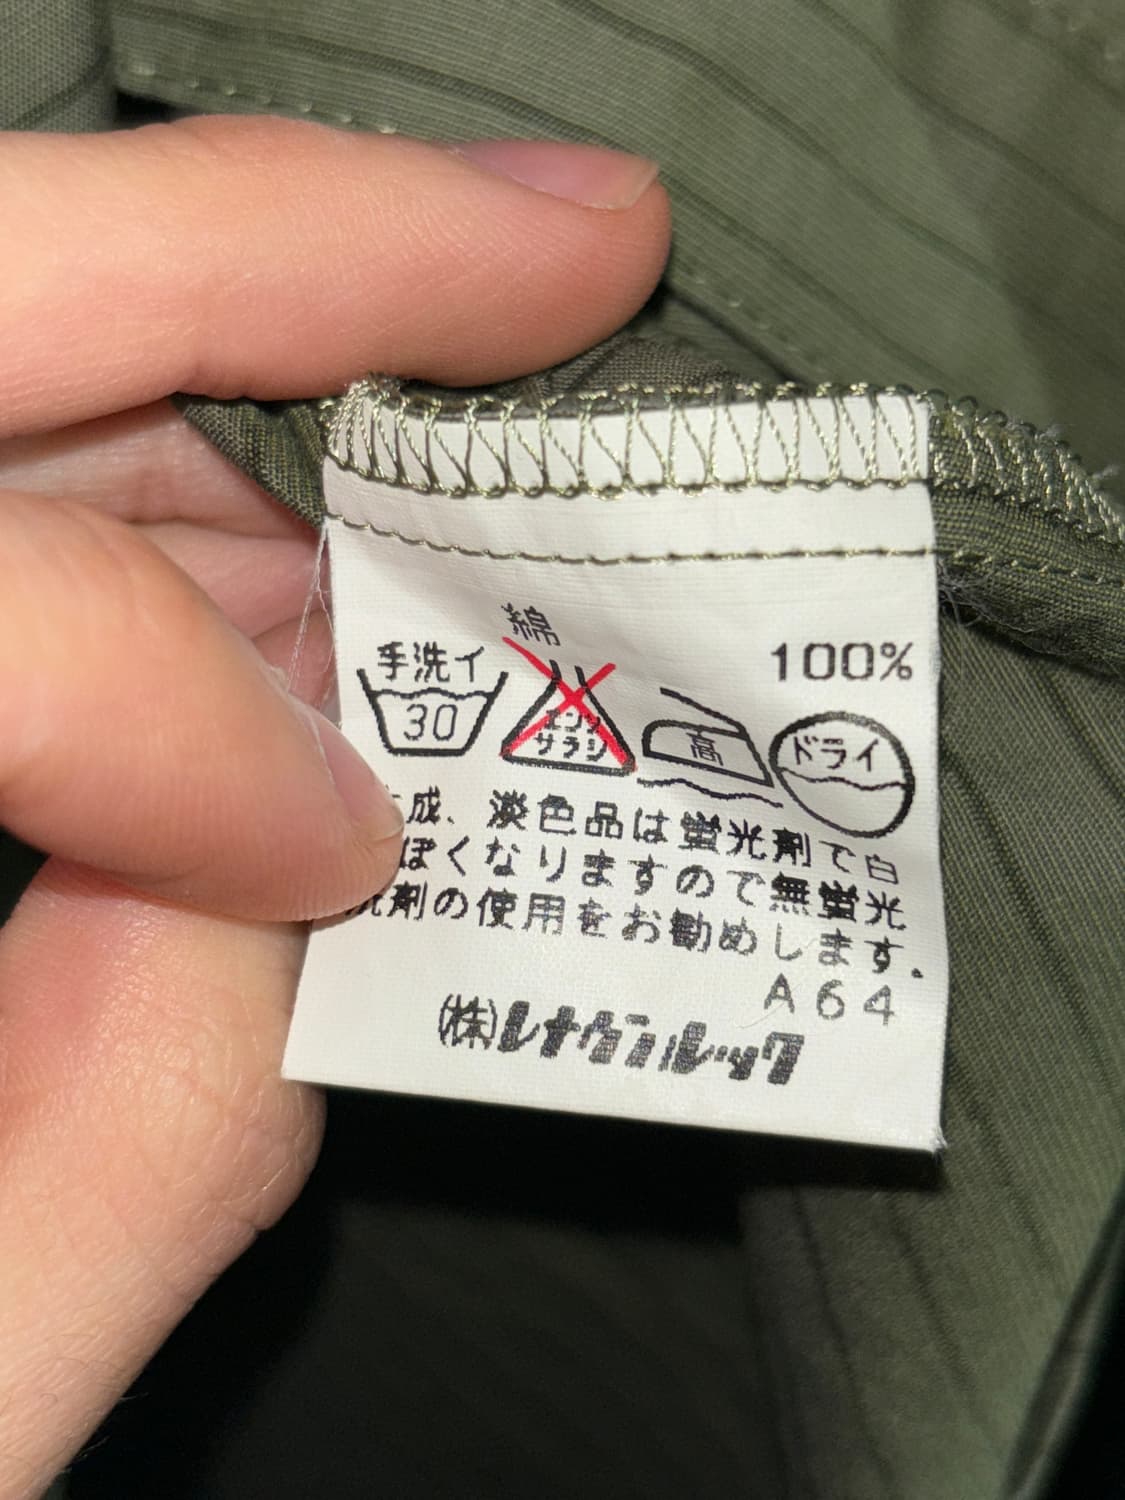 綿 100%
手洗イ
30
エンソ
サラシ
高
ドライ
成、淡色品は蛍光剤で白
ぽくなりますので無蛍光
洗剤の使用をお勧めします.
A64
(株)レナウンルック